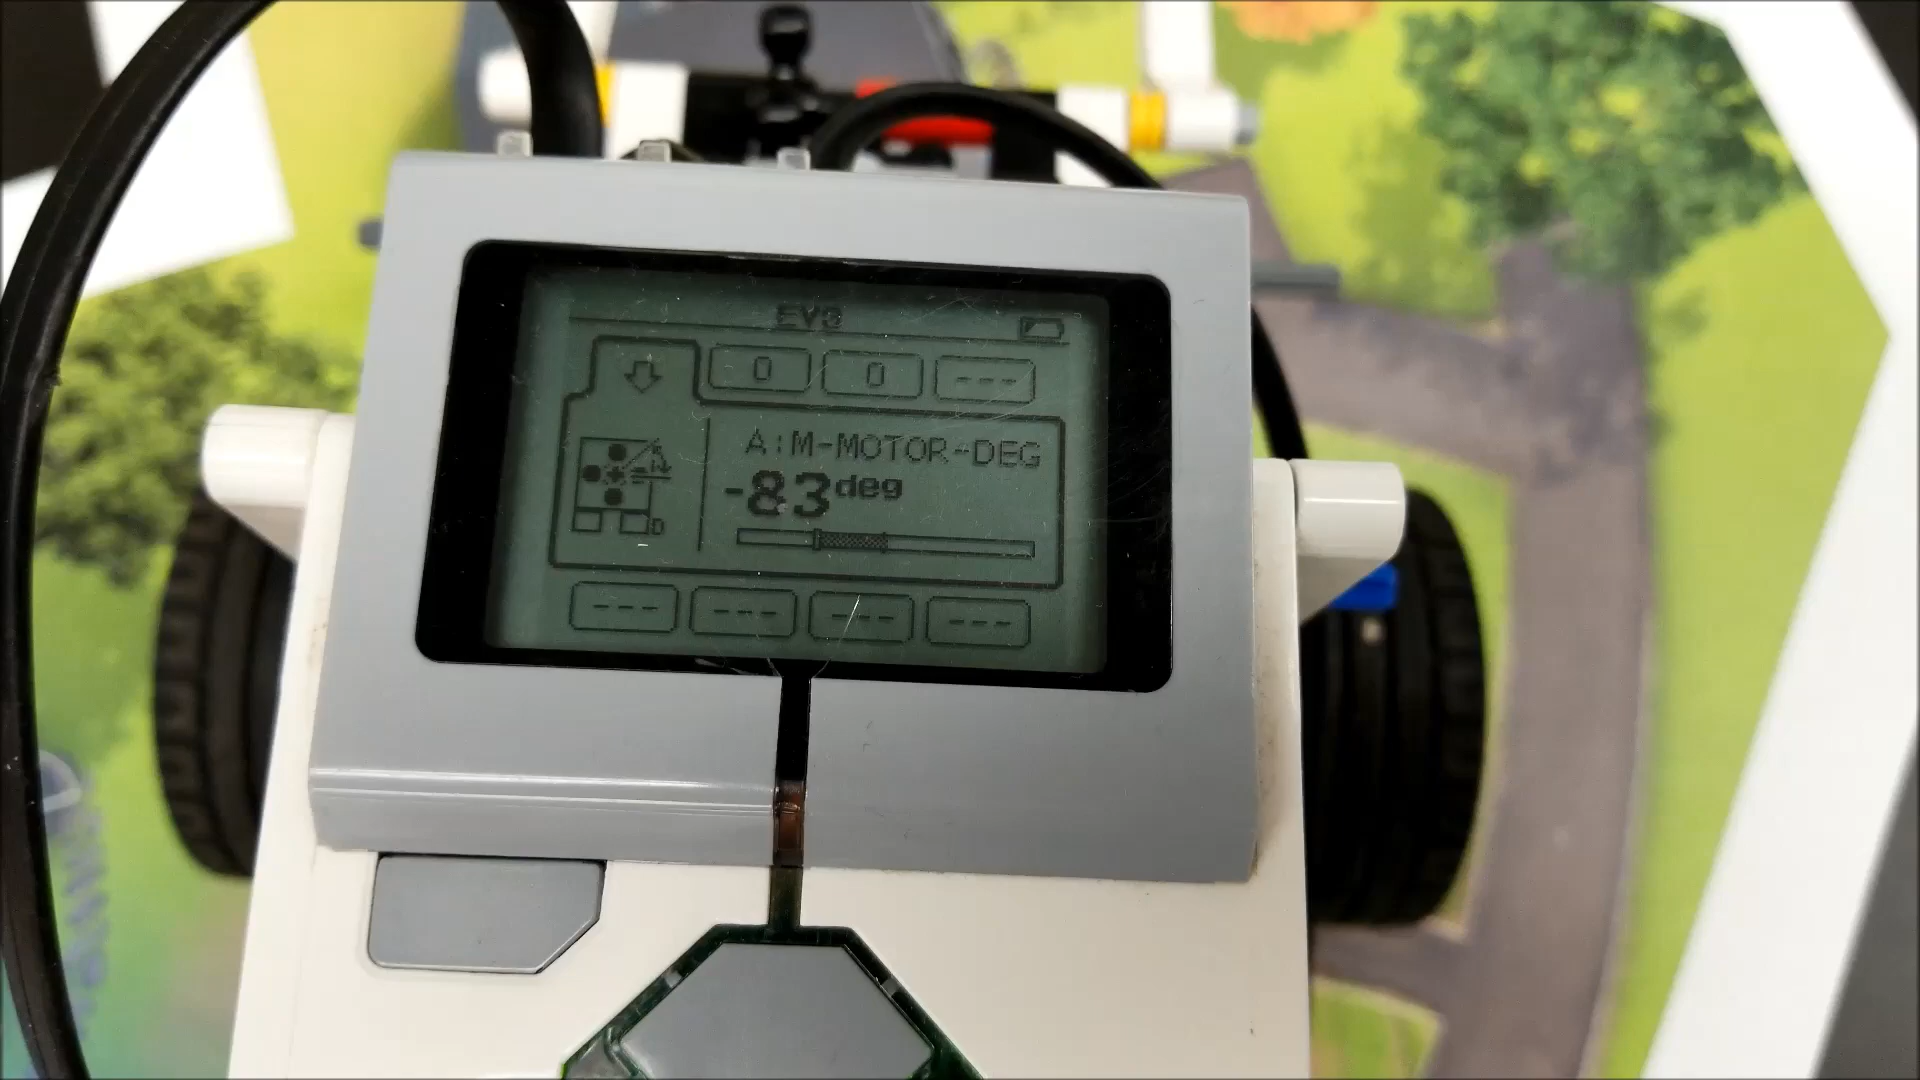 EV3
0 0 ---
A:M-MOTOR-DEG
-83deg
D
--- --- --- ---